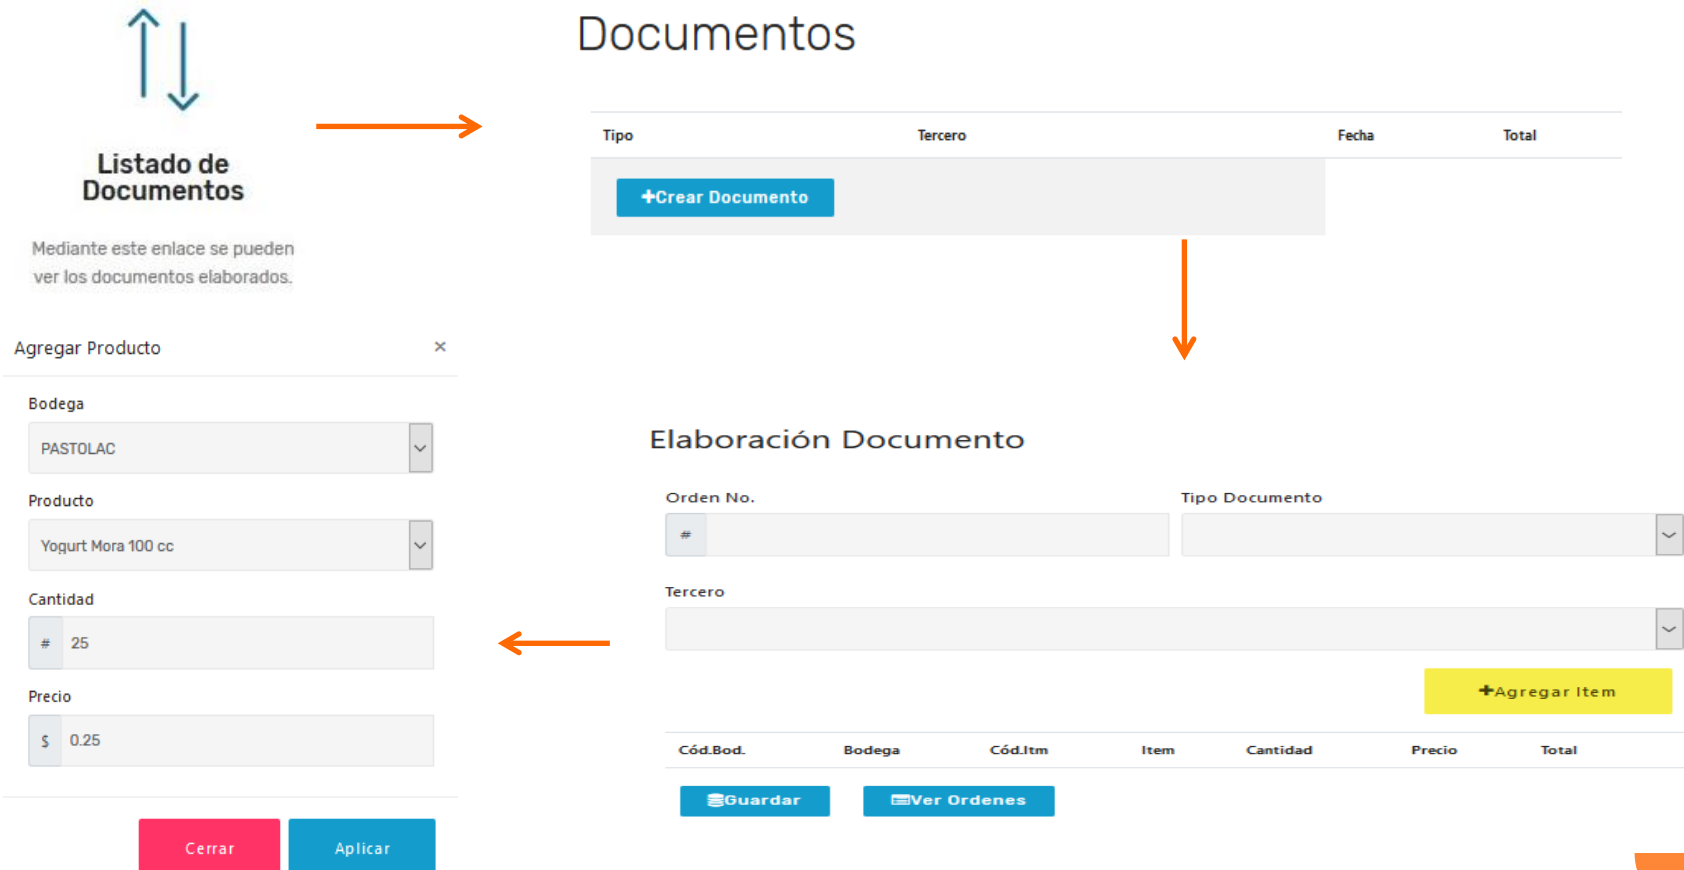 Listado de
Documentos
Mediante este enlace se pueden
ver los documentos elaborados.
Documentos
Tipo Tercero Fecha Total
+Crear Documento
Elaboración Documento
Orden No. Tipo Documento
#
Tercero
+Agregar Item
Cód.Bod. Bodega Cód.Itm Item Cantidad Precio Total
Guardar Ver Ordenes
Agregar Producto ×
Bodega
PASTOLAC
Producto
Yogurt Mora 100 cc
Cantidad
# 25
Precio
$ 0.25
Cerrar Aplicar